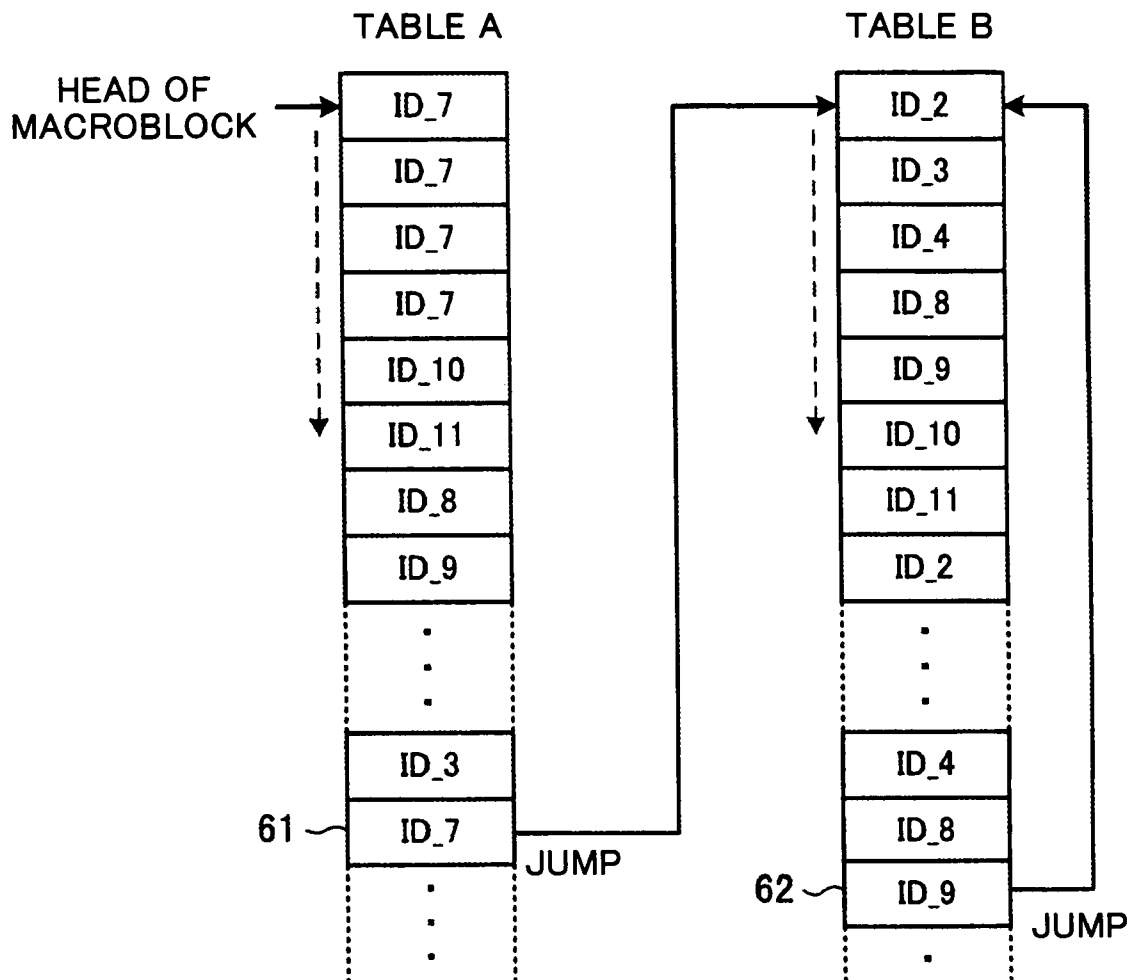 TABLE A
HEAD OF
MACROBLOCK
ID_7
ID_7
ID_7
ID_7
ID_10
ID_11
ID_8
ID_9
ID_3
61
ID_7
JUMP
TABLE B
ID_2
ID_3
ID_4
ID_8
ID_9
ID_10
ID_11
ID_2
ID_4
ID_8
62
ID_9
JUMP